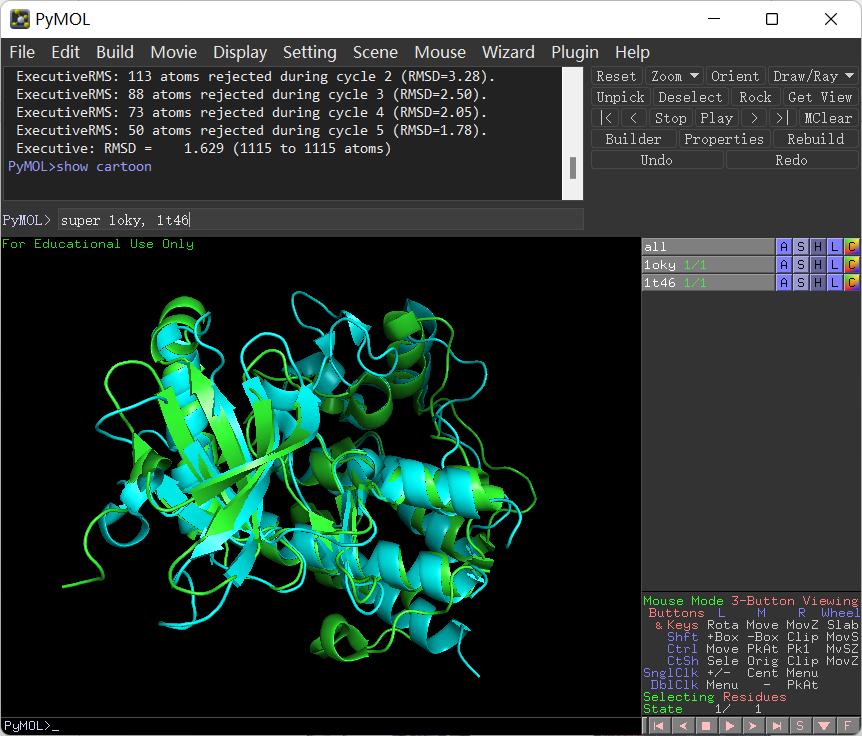 PyMOL
File Edit Build Movie Display Setting Scene Mouse Wizard Plugin Help
ExecutiveRMS: 113 atoms rejected during cycle 2 (RMSD=3.28).
ExecutiveRMS: 88 atoms rejected during cycle 3 (RMSD=2.50).
ExecutiveRMS: 73 atoms rejected during cycle 4 (RMSD=2.05).
ExecutiveRMS: 50 atoms rejected during cycle 5 (RMSD=1.78).
Executive: RMSD =    1.629 (1115 to 1115 atoms)
PyMOL>show cartoon
Reset Zoom Orient Draw/Ray
Unpick Deselect Rock Get View
|< < Stop Play > >| MClear
Builder Properties Rebuild
Undo Redo
PyMOL> super 1oky, 1t46
For Educational Use Only
all A S H L C
1oky 1/1 A S H L C
1t46 1/1 A S H L C
Mouse Mode 3-Button Viewing
Buttons L M R Wheel
& Keys Rota Move MovZ Slab
Shft +Box -Box Clip MovS
Ctrl Move PkAt Pk1 MvSZ
CtSh Sele Orig Clip MovZ
SnglClk +/- Cent Menu
DblClk Menu - PkAt
Selecting Residues
State 1/ 1
PyMOL>_
S F